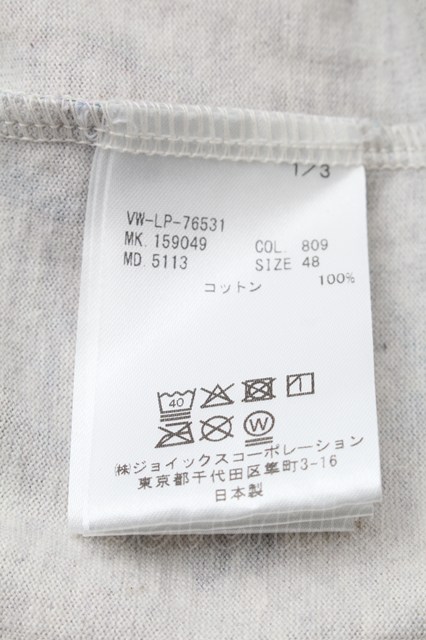 1/3
VW-LP-76531
MK.159049 COL. 809
MD.5113 SIZE 48
コットン 100%
40
W
㈱ジョイックスコーポレーション
東京都千代田区隼町3-16
日本製